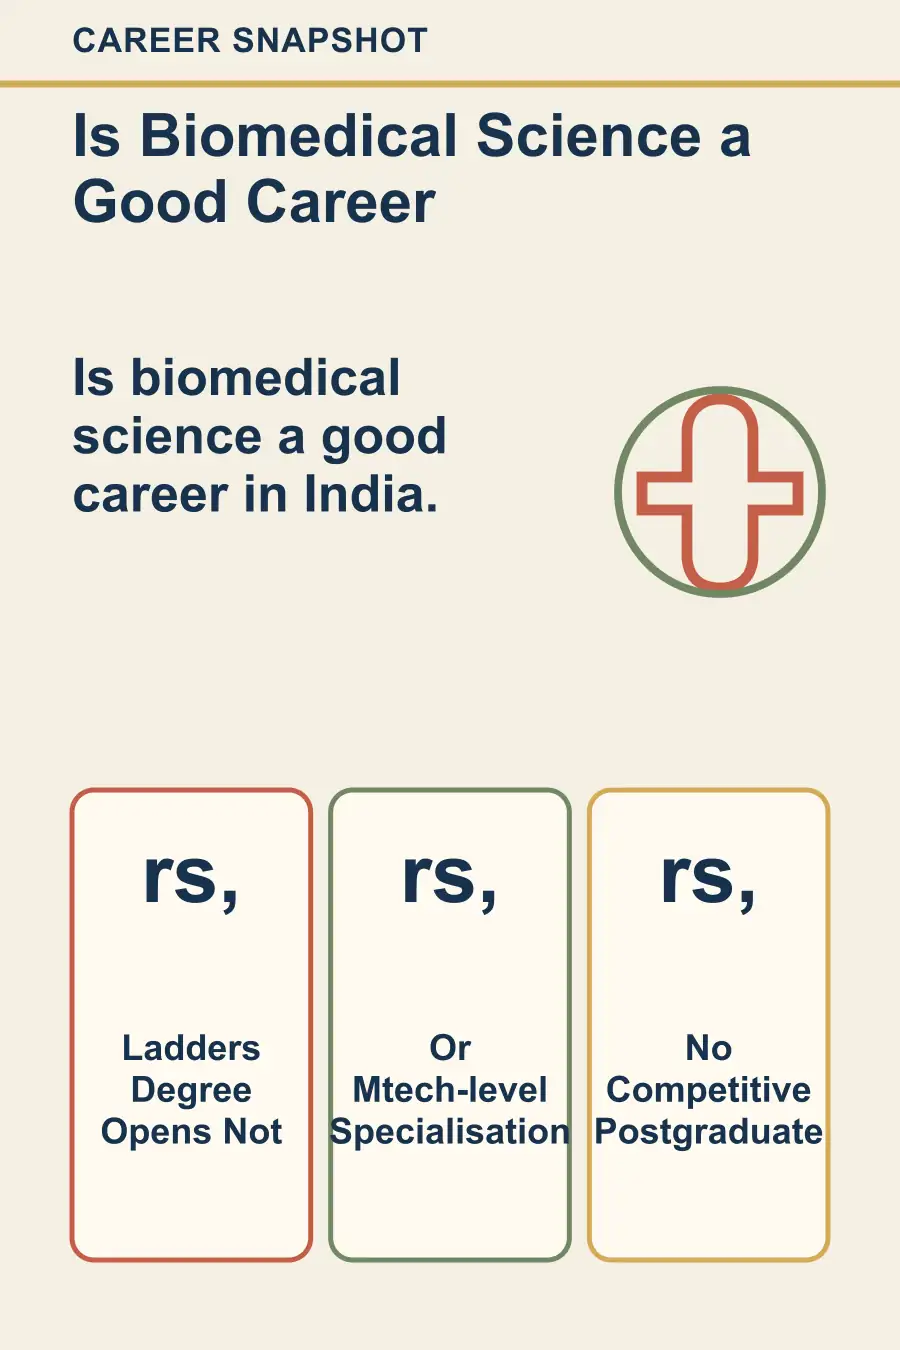 CAREER SNAPSHOT
Is Biomedical Science a
Good Career
Is biomedical
science a good
career in India.
rs,
Ladders
Degree
Opens Not
rs,
Or
Mtech-level
Specialisation
rs,
No
Competitive
Postgraduate